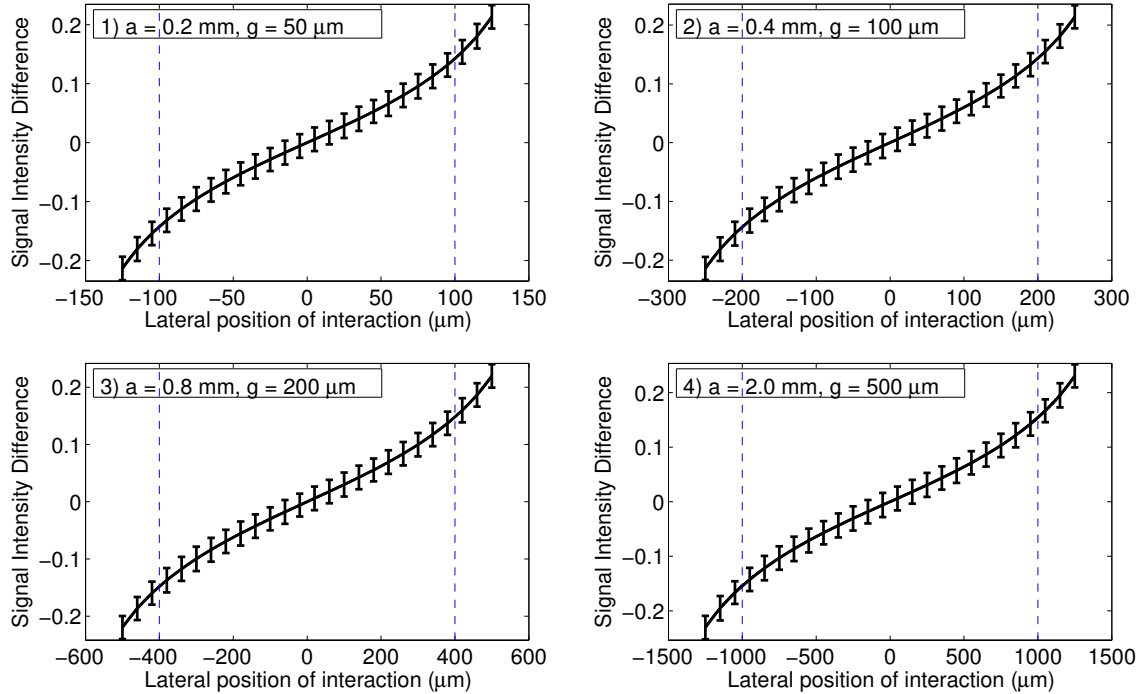 1) a = 0.2 mm, g = 50 μm
Signal Intensity Difference
0.2
0.1
0
−0.1
−0.2
−150 −100 −50 0 50 100 150
Lateral position of interaction (μm)
2) a = 0.4 mm, g = 100 μm
Signal Intensity Difference
0.2
0.1
0
−0.1
−0.2
−300 −200 −100 0 100 200 300
Lateral position of interaction (μm)
3) a = 0.8 mm, g = 200 μm
Signal Intensity Difference
0.2
0.1
0
−0.1
−0.2
−600 −400 −200 0 200 400 600
Lateral position of interaction (μm)
4) a = 2.0 mm, g = 500 μm
Signal Intensity Difference
0.2
0.1
0
−0.1
−0.2
−1500 −1000 −500 0 500 1000 1500
Lateral position of interaction (μm)